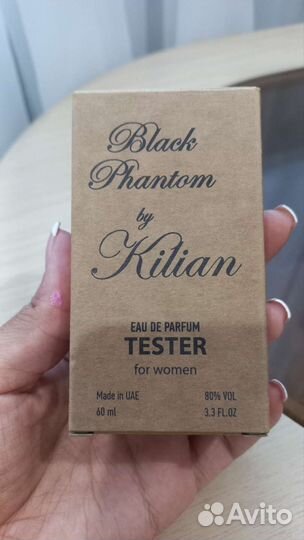 Black
Phantom
by
Kilian
EAU DE PARFUM
TESTER
for women
Made in UAE 80% VOL
60 ml 3.3 FL.OZ
Avito